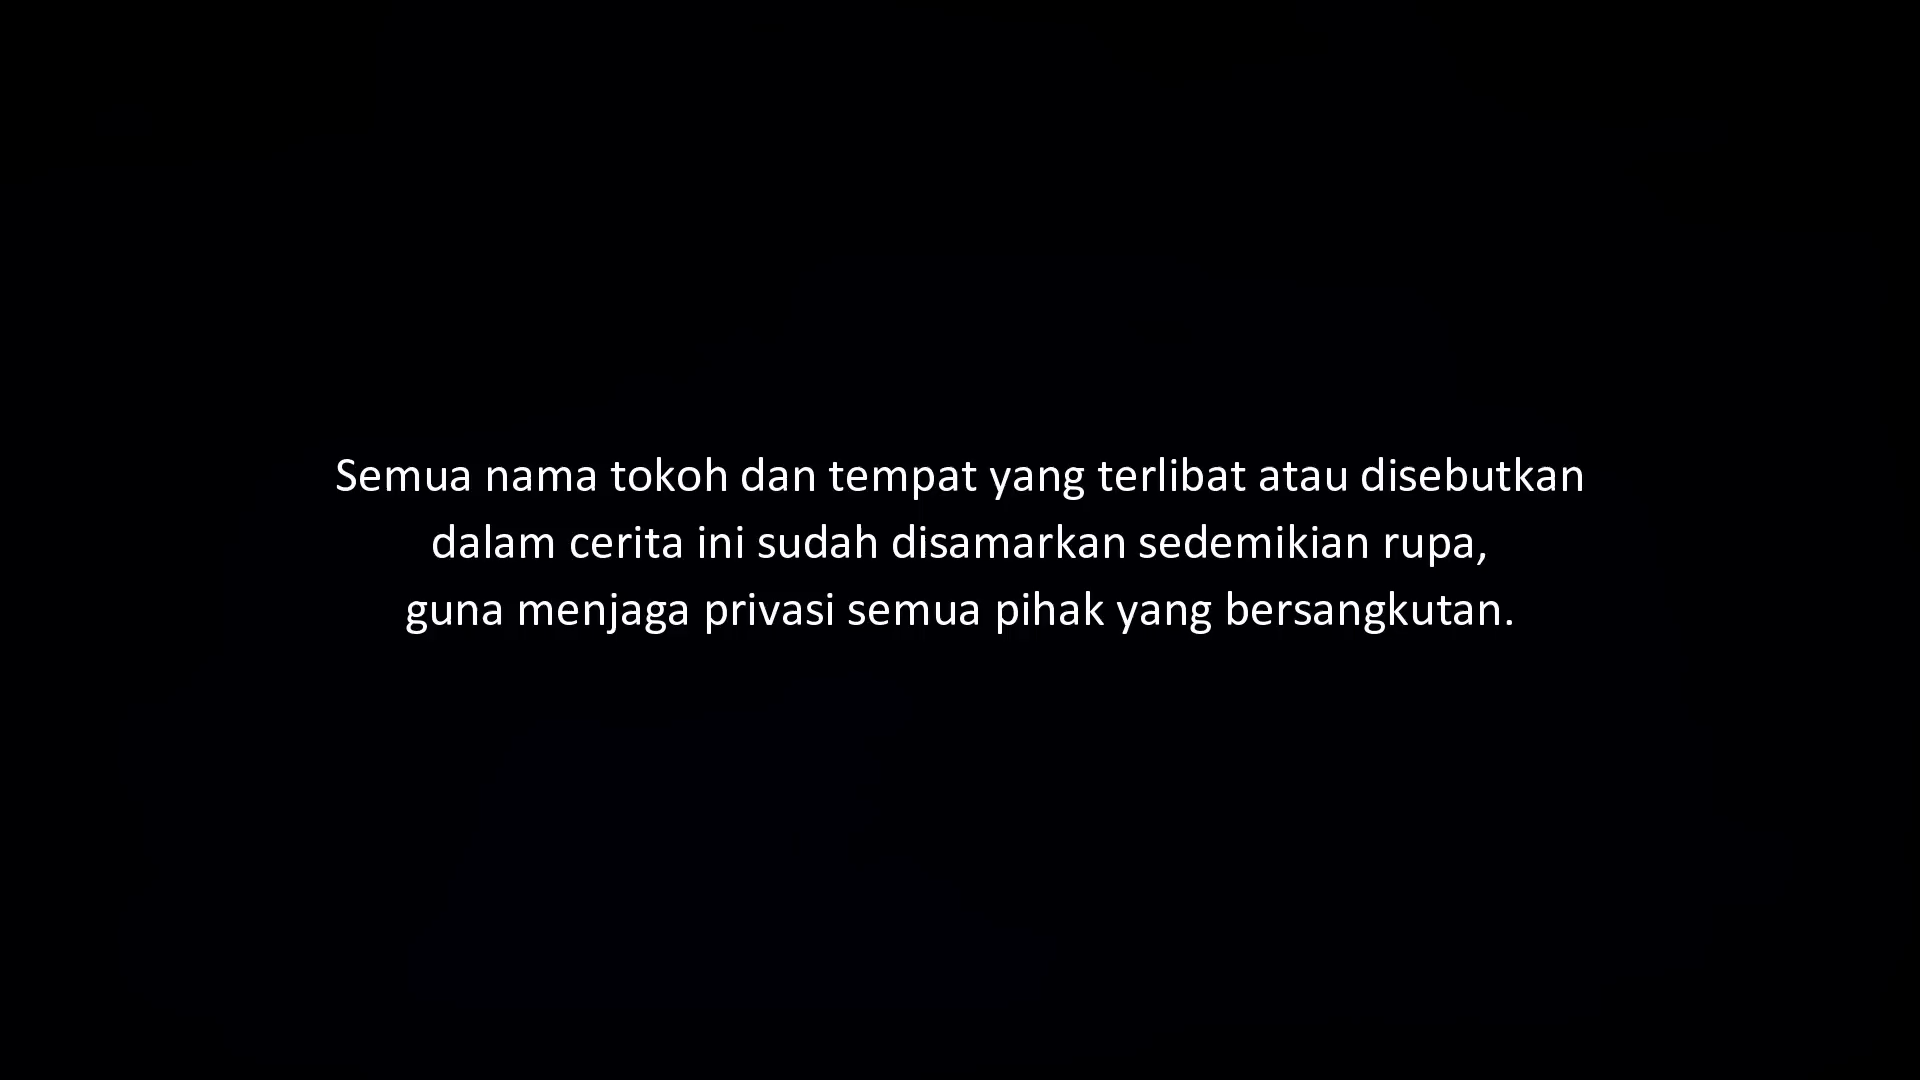 Semua nama tokoh dan tempat yang terlibat atau disebutkan
dalam cerita ini sudah disamarkan sedemikian rupa,
guna menjaga privasi semua pihak yang bersangkutan.